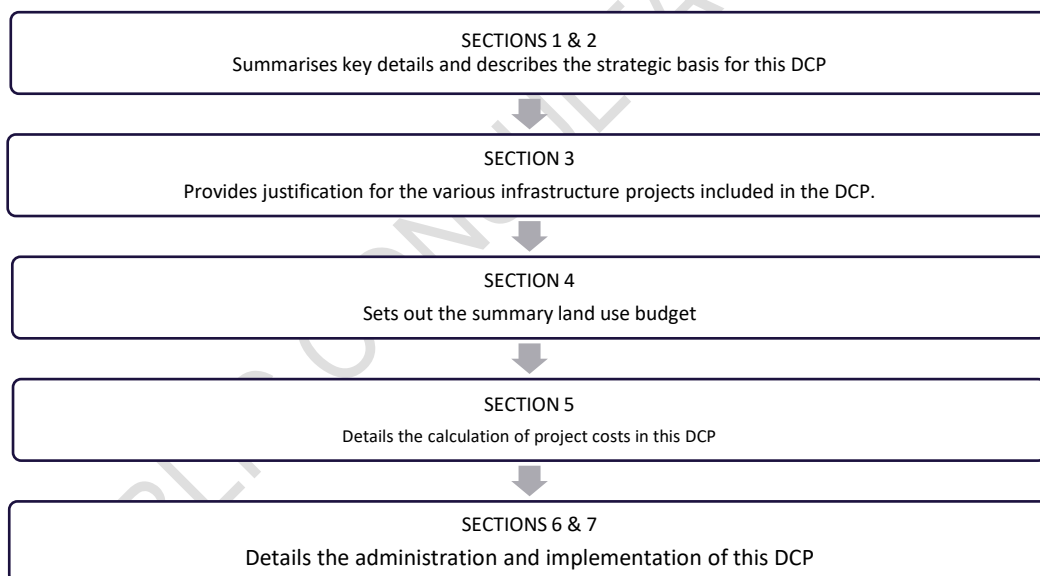 SECTIONS 1 & 2
Summarises key details and describes the strategic basis for this DCP
SECTION 3
Provides justification for the various infrastructure projects included in the DCP.
SECTION 4
Sets out the summary land use budget
SECTION 5
Details the calculation of project costs in this DCP
SECTIONS 6 & 7
Details the administration and implementation of this DCP